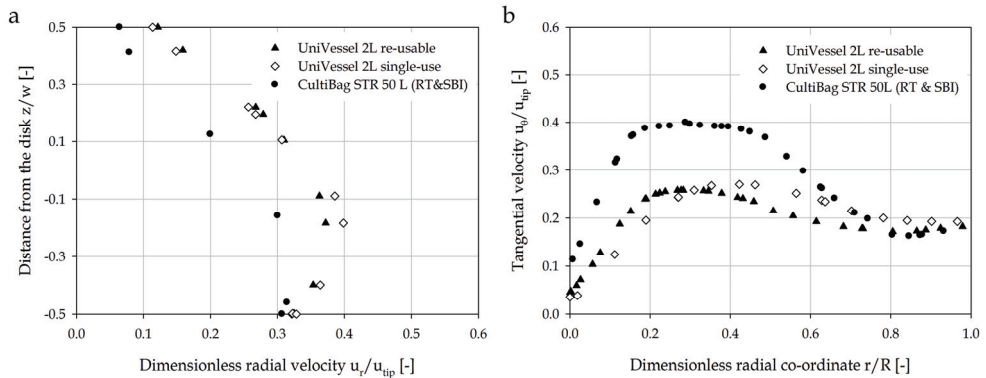 a
Distance from the disk z/w [-]
0.5
0.3
0.1
-0.1
-0.3
-0.5
UniVessel 2L re-usable
UniVessel 2L single-use
CultiBag STR 50 L (RT&SBI)
0.0 0.1 0.2 0.3 0.4 0.5 0.6
Dimensionless radial velocity uᵣ/u_tip [-]
b
Tangential velocity u_θ/u_tip [-]
0.6
0.5
0.4
0.3
0.2
0.1
0.0
UniVessel 2L re-usable
UniVessel 2L single-use
CultiBag STR 50L (RT & SBI)
0.0 0.2 0.4 0.6 0.8 1.0
Dimensionless radial co-ordinate r/R [-]